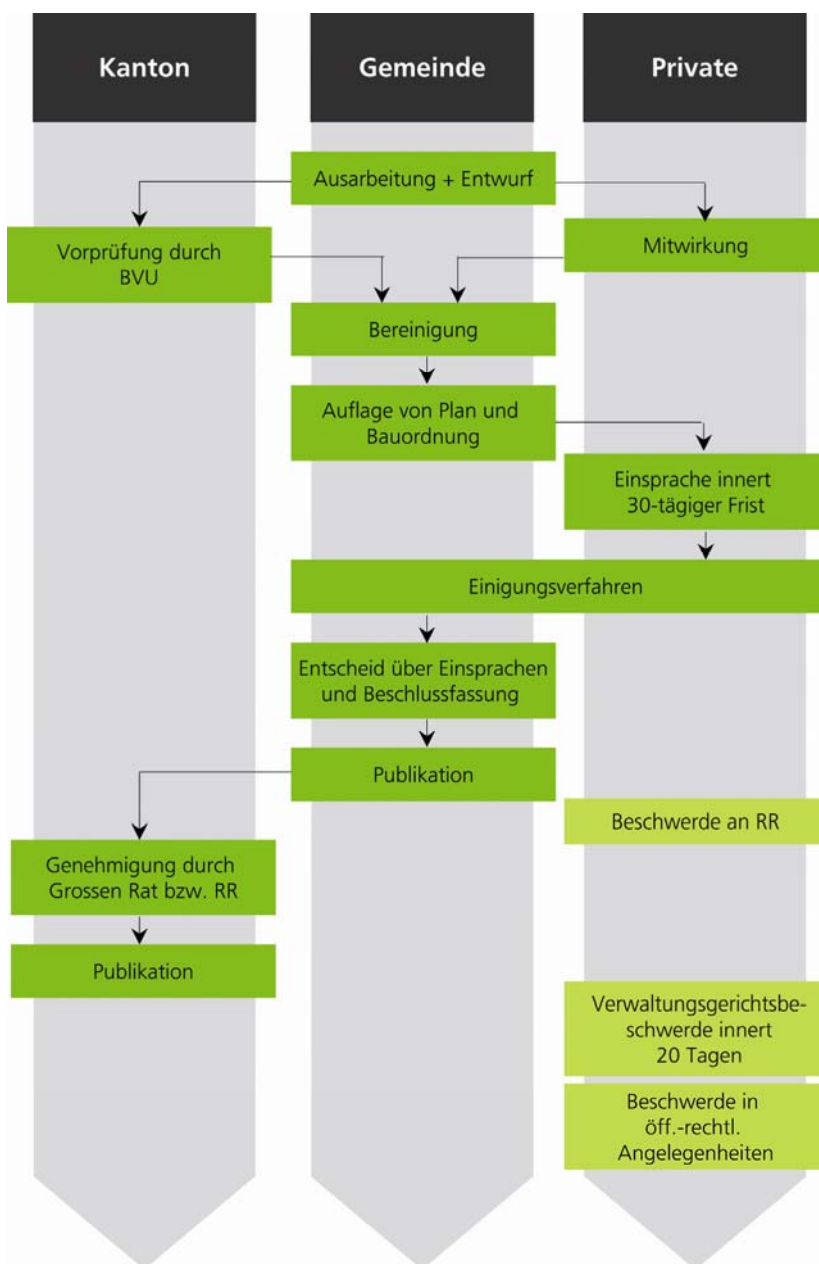 Kanton
Gemeinde
Private
Ausarbeitung + Entwurf
Vorprüfung durch
BVU
Mitwirkung
Bereinigung
Auflage von Plan und
Bauordnung
Einsprache innert
30-tägiger Frist
Einigungsverfahren
Entscheid über Einsprachen
und Beschlussfassung
Publikation
Beschwerde an RR
Genehmigung durch
Grossen Rat bzw. RR
Publikation
Verwaltungsgerichtsbe-
schwerde innert
20 Tagen
Beschwerde in
öff.-rechtl.
Angelegenheiten